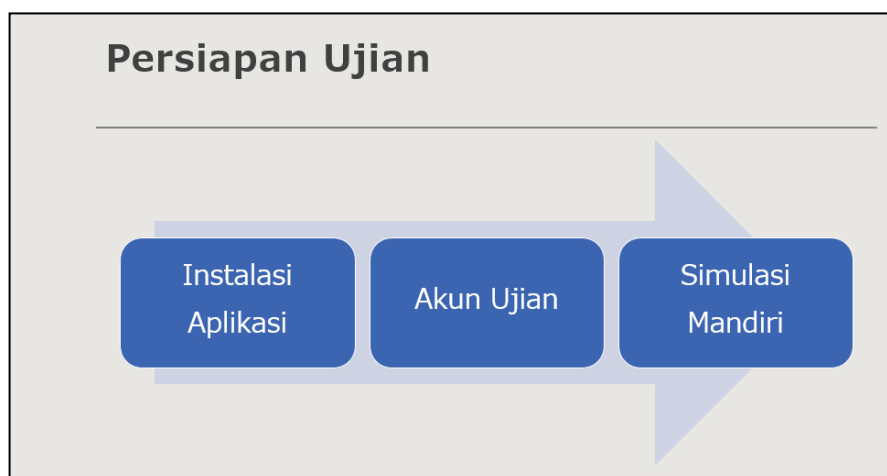 Persiapan Ujian
Instalasi
Aplikasi
Akun Ujian
Simulasi
Mandiri